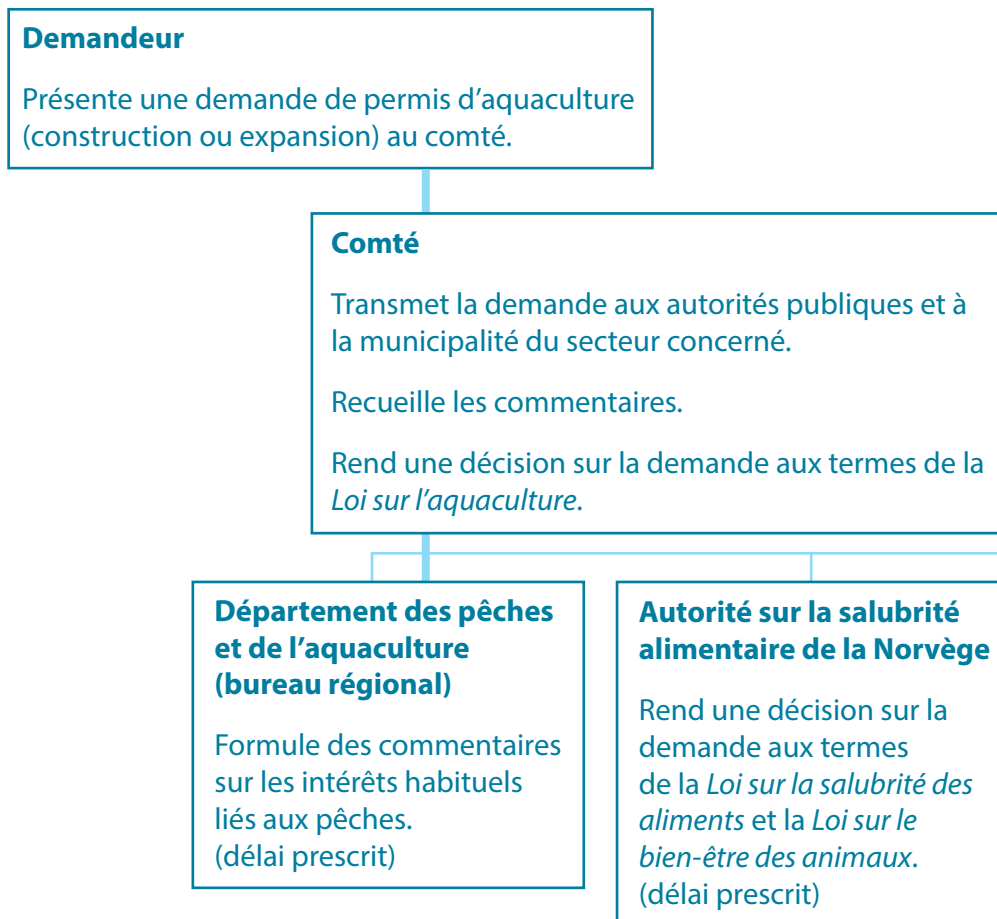 Demandeur
Présente une demande de permis d’aquaculture
(construction ou expansion) au comté.
Comté
Transmet la demande aux autorités publiques et à
la municipalité du secteur concerné.
Recueille les commentaires.
Rend une décision sur la demande aux termes de la
Loi sur l’aquaculture.
Département des pêches
et de l’aquaculture
(bureau régional)
Formule des commentaires
sur les intérêts habituels
liés aux pêches.
(délai prescrit)
Autorité sur la salubrité
alimentaire de la Norvège
Rend une décision sur la
demande aux termes
de la Loi sur la salubrité des
aliments et la Loi sur le
bien-être des animaux.
(délai prescrit)